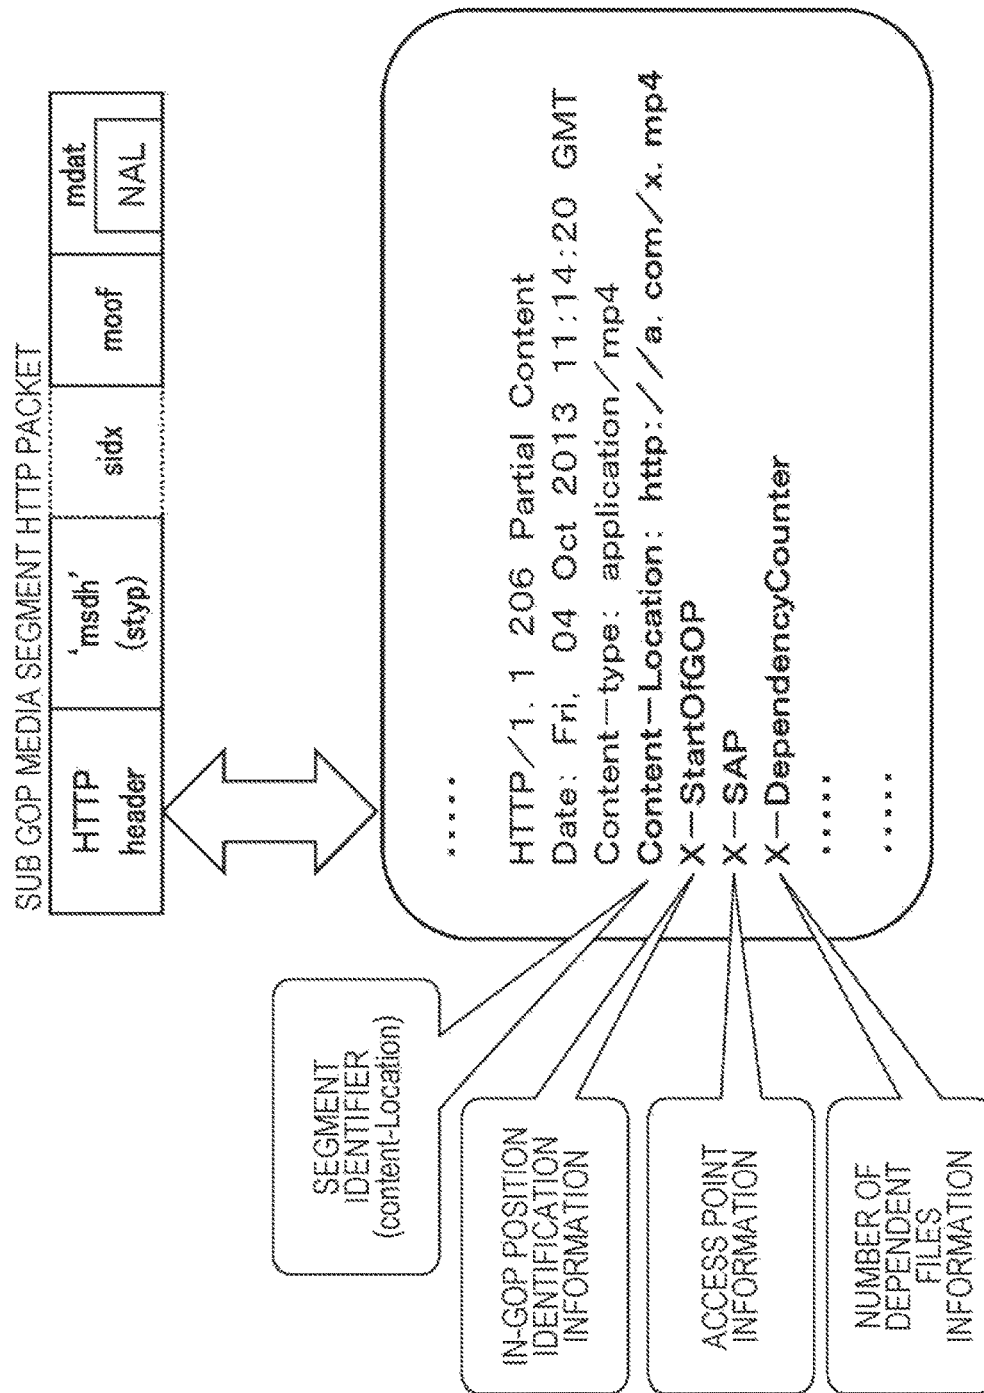 SUB GOP MEDIA SEGMENT HTTP PACKET
HTTP
header
‘msdh’
(styp)
sidx
moof
mdat
NAL
.....
HTTP/1. 1 206 Partial Content
Date: Fri, 04 Oct 2013 11:14:20 GMT
Content-type: application/mp4
Content-Location: http://a. com/x. mp4
X-StartOfGOP
X-SAP
X-DependencyCounter
.....
.....
SEGMENT
IDENTIFIER
(content-Location)
IN-GOP POSITION
IDENTIFICATION
INFORMATION
ACCESS POINT
INFORMATION
NUMBER OF
DEPENDENT
FILES
INFORMATION